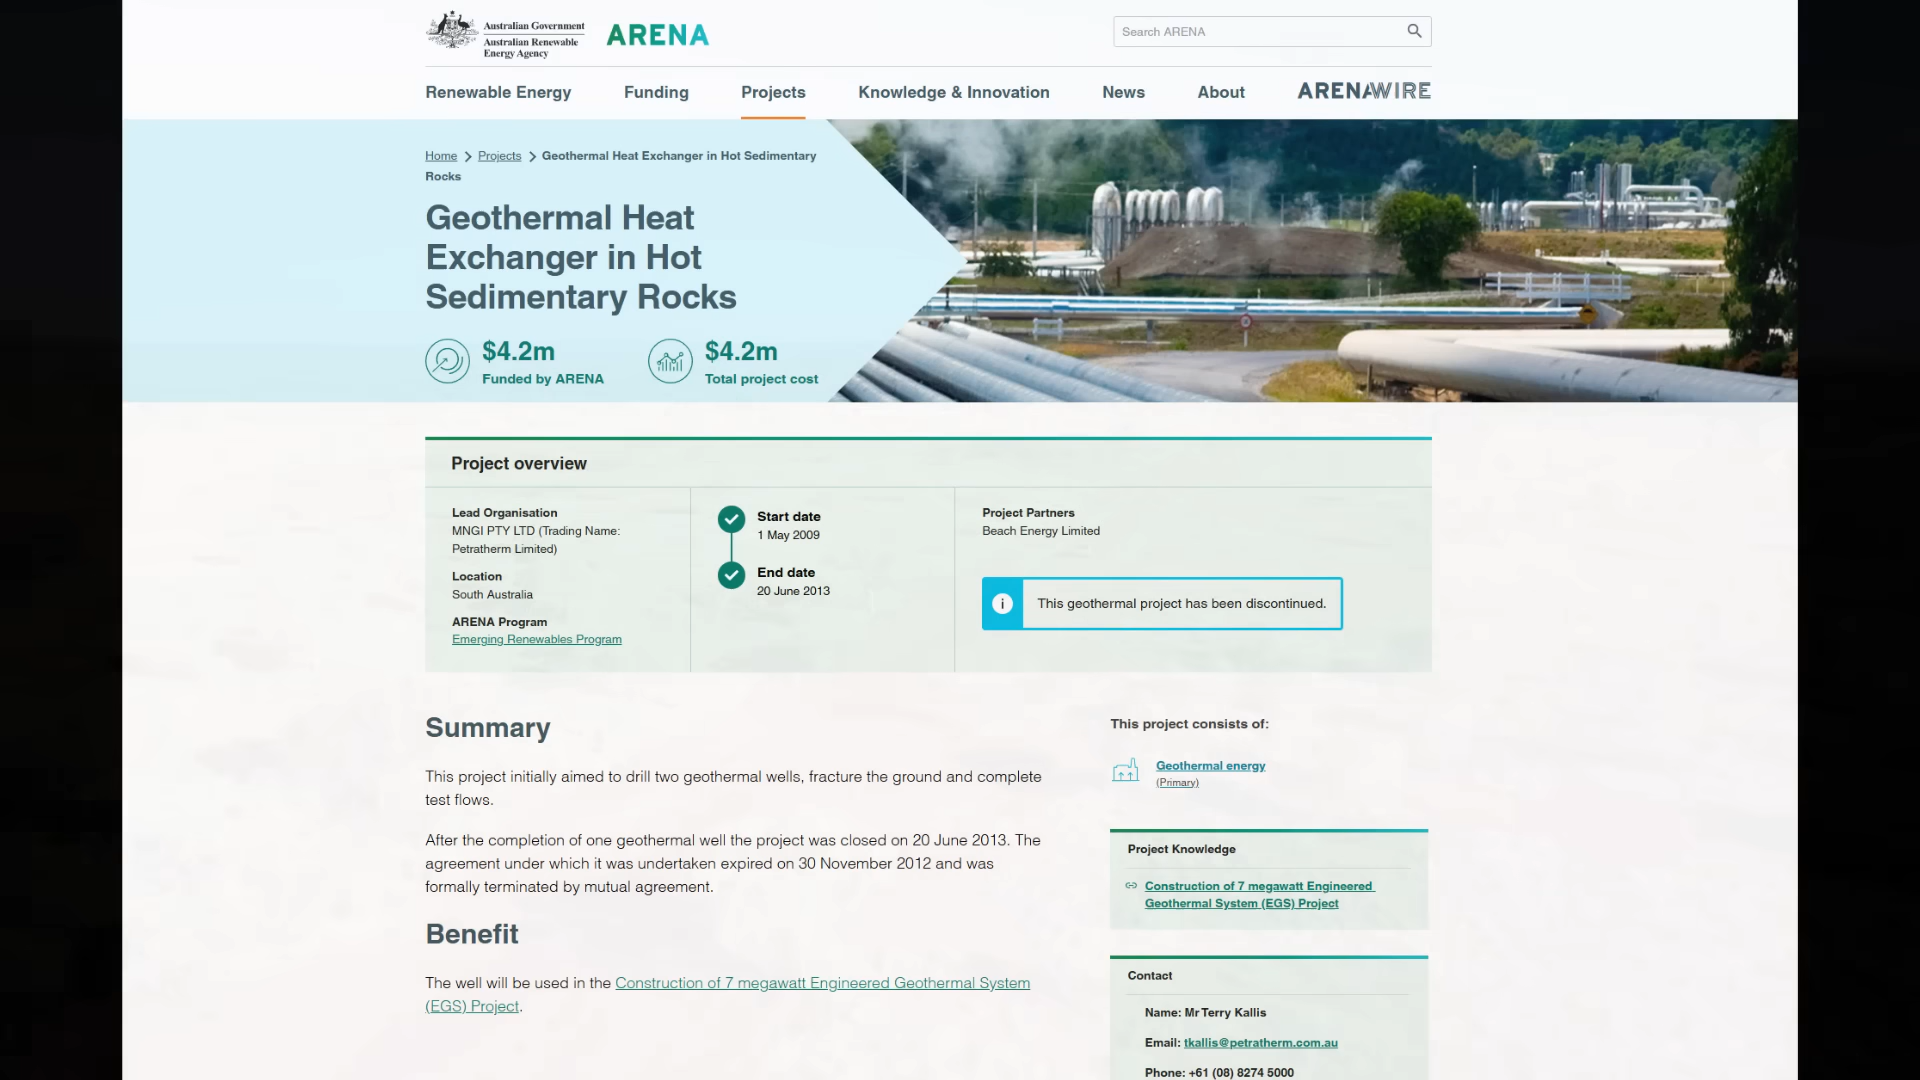 Australian Government
Australian Renewable
Energy Agency
ARENA
Search ARENA
Renewable Energy
Funding
Projects
Knowledge & Innovation
News
About
ARENAWIRE
Home > Projects > Geothermal Heat Exchanger in Hot Sedimentary
Rocks
Geothermal Heat
Exchanger in Hot
Sedimentary Rocks
$4.2m
Funded by ARENA
$4.2m
Total project cost
Project overview
Lead Organisation
MNGI PTY LTD (Trading Name:
Petratherm Limited)
Location
South Australia
ARENA Program
Emerging Renewables Program
Start date
1 May 2009
End date
20 June 2013
Project Partners
Beach Energy Limited
i This geothermal project has been discontinued.
Summary
This project initially aimed to drill two geothermal wells, fracture the ground and complete
test flows.
After the completion of one geothermal well the project was closed on 20 June 2013. The
agreement under which it was undertaken expired on 30 November 2012 and was
formally terminated by mutual agreement.
Benefit
The well will be used in the Construction of 7 megawatt Engineered Geothermal System
(EGS) Project.
This project consists of:
Geothermal energy
(Primary)
Project Knowledge
Construction of 7 megawatt Engineered
Geothermal System (EGS) Project
Contact
Name: Mr Terry Kallis
Email: tkallis@petratherm.com.au
Phone: +61 (08) 8274 5000